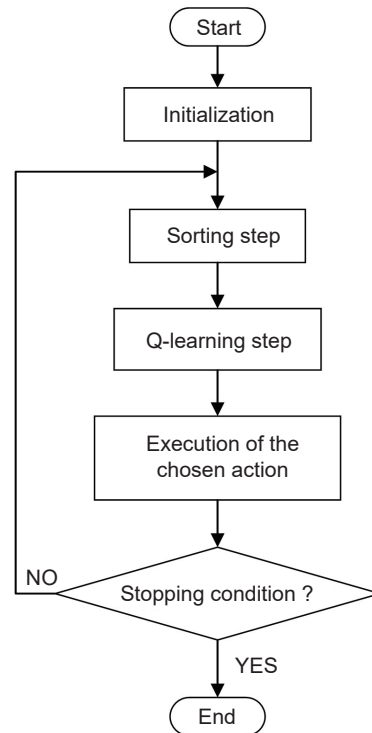 Start
Initialization
Sorting step
Q-learning step
Execution of the
chosen action
Stopping condition ?
NO
YES
End